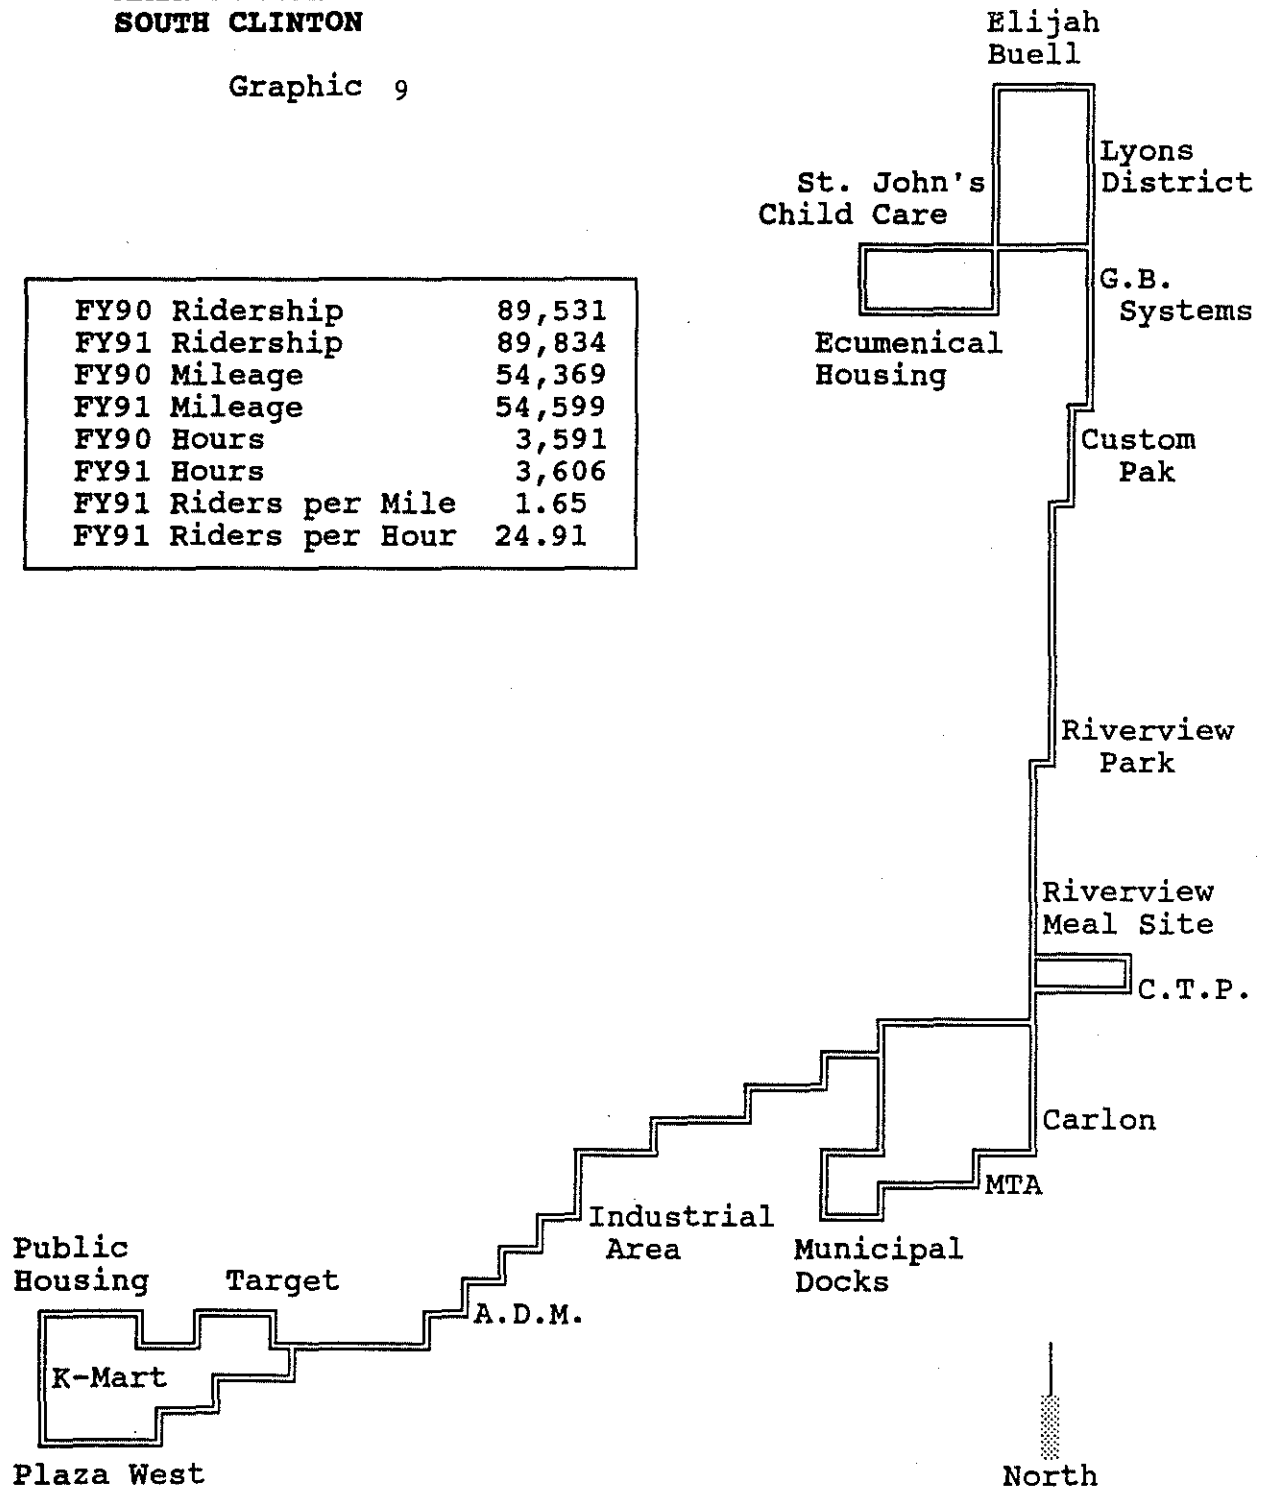 SOUTH CLINTON
Graphic 9
Elijah
Buell
Lyons
District
St. John's
Child Care
G.B.
Systems
Ecumenical
Housing
FY90 Ridership 89,531
FY91 Ridership 89,834
FY90 Mileage 54,369
FY91 Mileage 54,599
FY90 Hours 3,591
FY91 Hours 3,606
FY91 Riders per Mile 1.65
FY91 Riders per Hour 24.91
Custom
Pak
Riverview
Park
Riverview
Meal Site
C.T.P.
Carlon
MTA
Industrial
Area
Municipal
Docks
Public
Housing
Target
A.D.M.
K-Mart
Plaza West
North